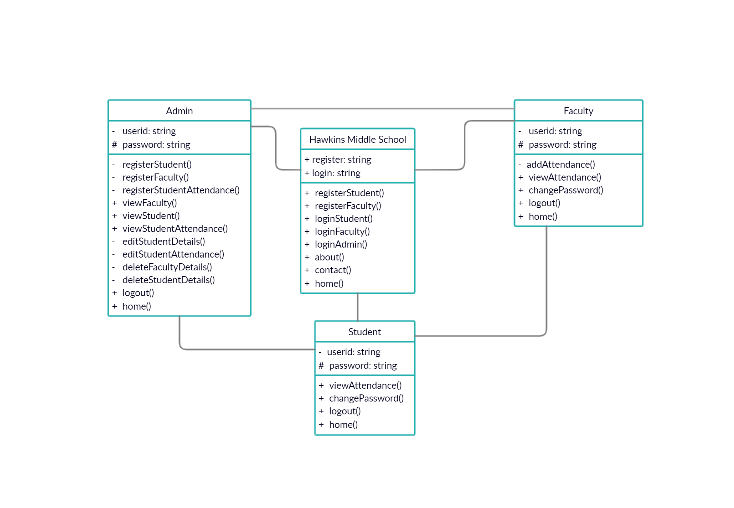 Admin
- userid: string
# password: string
- registerStudent()
- registerFaculty()
- registerStudentAttendance()
+ viewFaculty()
+ viewStudent()
+ viewStudentAttendance()
- editStudentDetails()
- editStudentAttendance()
- deleteFacultyDetails()
- deleteStudentDetails()
+ logout()
+ home()
Hawkins Middle School
+ register: string
+ login: string
+ registerStudent()
+ registerFaculty()
+ loginStudent()
+ loginFaculty()
+ loginAdmin()
+ about()
+ contact()
+ home()
Faculty
- userid: string
# password: string
- addAttendance()
+ viewAttendance()
+ changePassword()
+ logout()
+ home()
Student
- userid: string
# password: string
+ viewAttendance()
+ changePassword()
+ logout()
+ home()